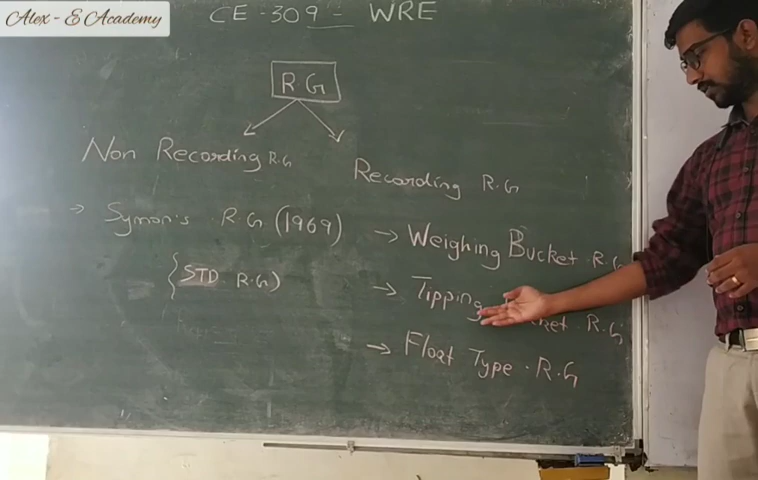 Alex - E Academy
CE - 309 - WRE
R G
Non Recording R.G
Recording R.G
→ Symon's R.G (1969)
{STD R.G)
→ Weighing Bucket R.G
→ Tipping R.G
→ Float Type . R.G